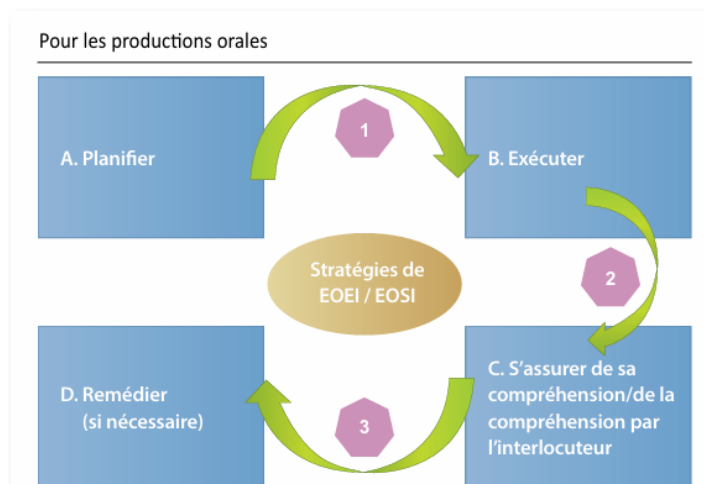 Pour les productions orales
A. Planifier
1
B. Exécuter
Stratégies de
EOEI / EOSI
2
D. Remédier
(si nécessaire)
3
C. S'assurer de sa
compréhension/de la
compréhension par
l'interlocuteur